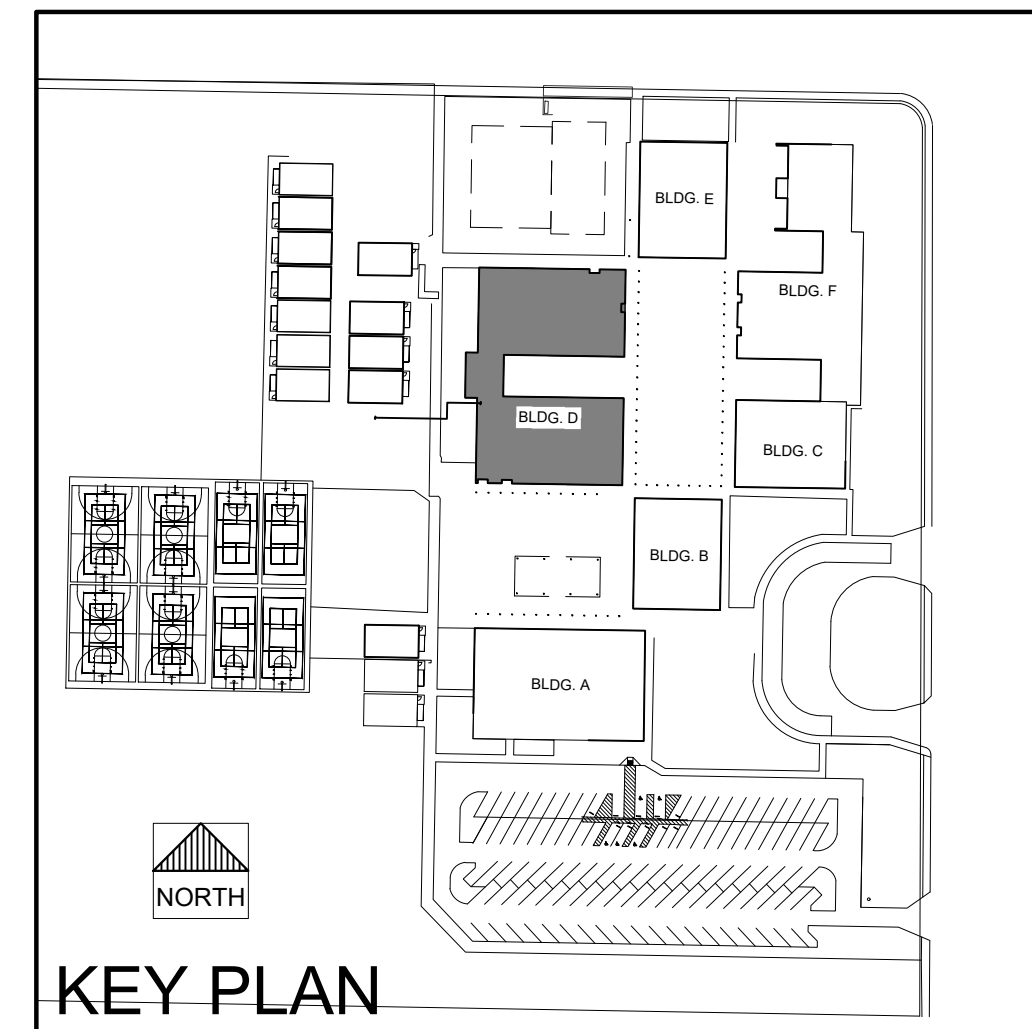 BLDG. E
BLDG. F
BLDG. D
BLDG. C
BLDG. B
BLDG. A
NORTH
KEY PLAN